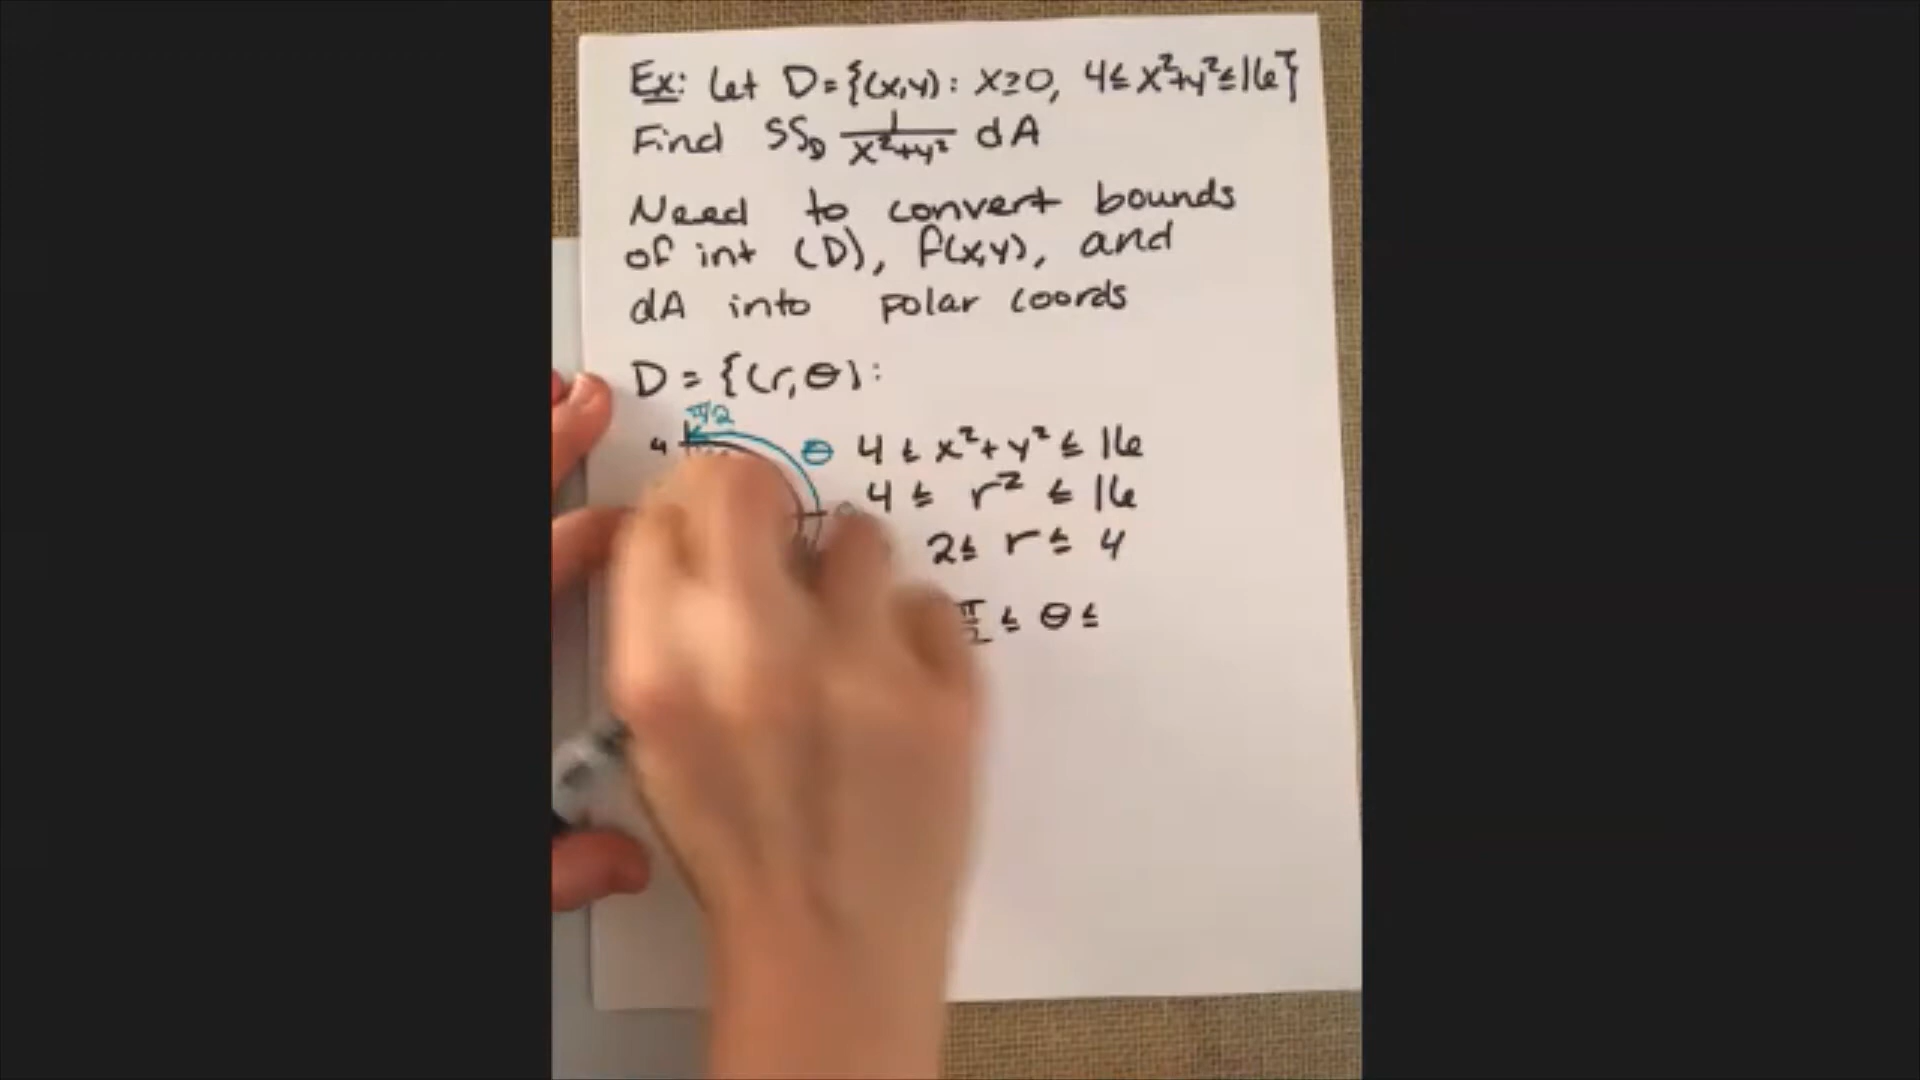 Ex: Let D={(x,y): x≥0, 4≤x²+y²≤16}
Find SS_D 1/(x²+y²) dA
Need to convert bounds
of int (D), f(x,y), and
dA into polar coords
D = {(r,θ):
π/2
4
θ
4 ≤ x²+y² ≤ 16
4 ≤ r² ≤ 16
2≤ r ≤ 4
π/2 ≤ θ ≤